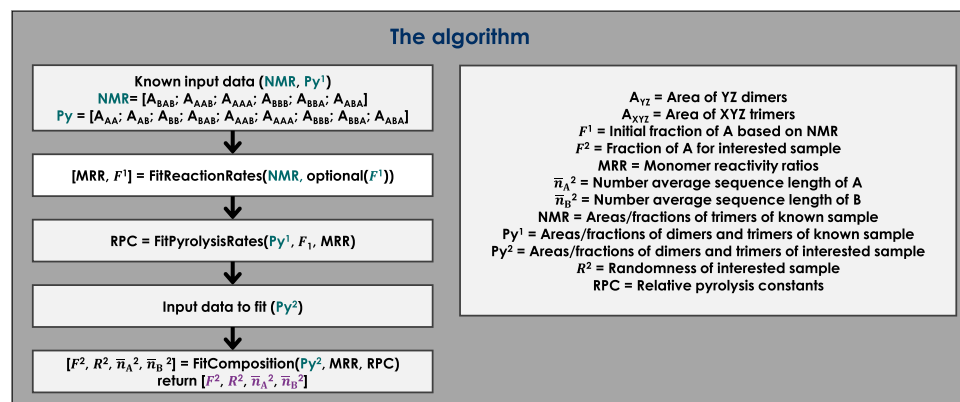 The algorithm
Known input data (NMR, Py¹)
NMR= [A_BAB; A_AAB; A_AAA; A_BBB; A_BBA; A_ABA]
Py = [A_AA; A_AB; A_BB; A_BAB; A_AAB; A_AAA; A_BBB; A_BBA; A_ABA]
[MRR, F¹] = FitReactionRates(NMR, optional(F¹))
RPC = FitPyrolysisRates(Py¹, F₁, MRR)
Input data to fit (Py²)
[F², R², n̅_A², n̅_B²] = FitComposition(Py², MRR, RPC)
return [F², R², n̅_A², n̅_B²]
A_YZ = Area of YZ dimers
A_XYZ = Area of XYZ trimers
F¹ = Initial fraction of A based on NMR
F² = Fraction of A for interested sample
MRR = Monomer reactivity ratios
n̅_A² = Number average sequence length of A
n̅_B² = Number average sequence length of B
NMR = Areas/fractions of trimers of known sample
Py¹ = Areas/fractions of dimers and trimers of known sample
Py² = Areas/fractions of dimers and trimers of interested sample
R² = Randomness of interested sample
RPC = Relative pyrolysis constants